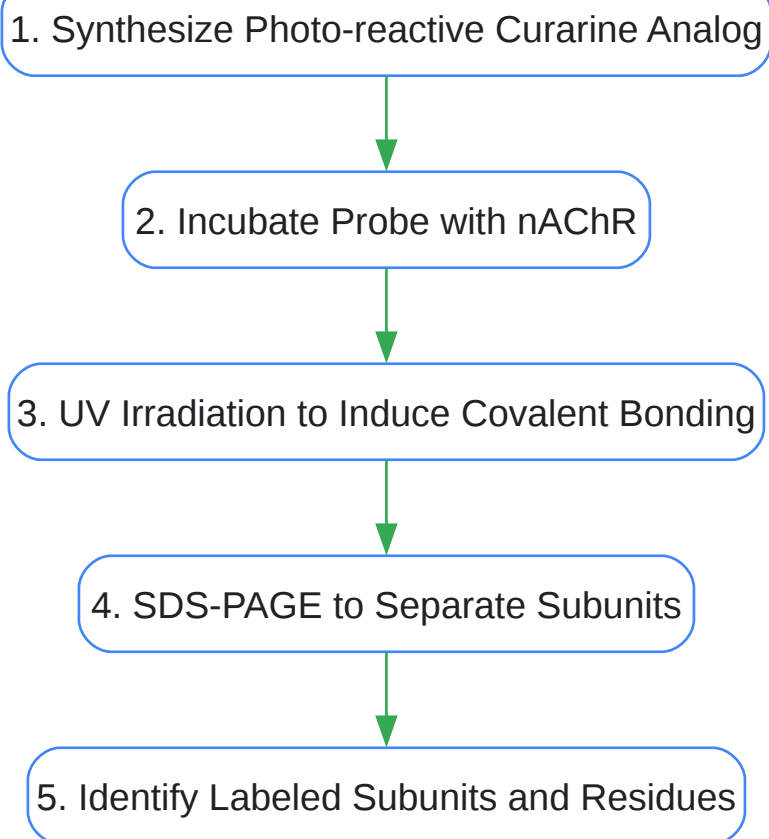 1. Synthesize Photo-reactive Curarine Analog
2. Incubate Probe with nAChR
3. UV Irradiation to Induce Covalent Bonding
4. SDS-PAGE to Separate Subunits
5. Identify Labeled Subunits and Residues